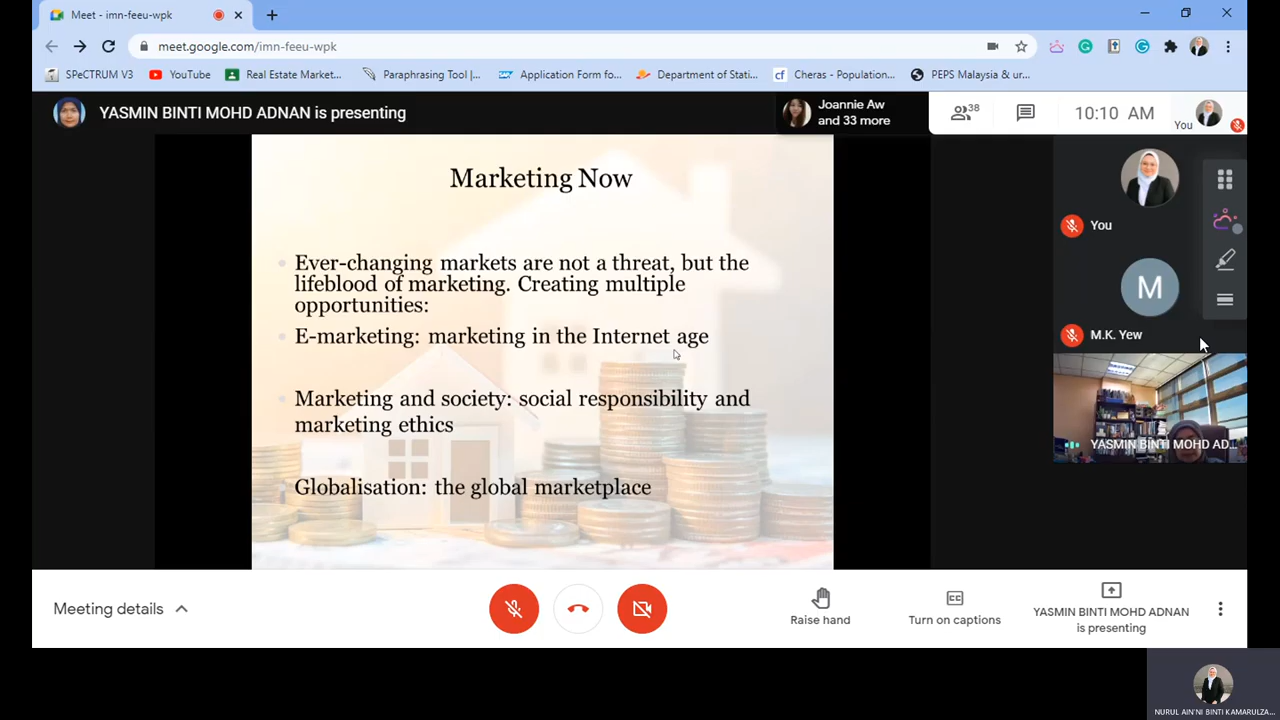 Meet - imn-feeu-wpk
meet.google.com/imn-feeu-wpk
SPeCTRUM V3
YouTube
Real Estate Market...
Paraphrasing Tool |...
Application Form fo...
Department of Stati...
Cheras - Population...
PEPS Malaysia & ur...
YASMIN BINTI MOHD ADNAN is presenting
Joannie Aw
and 33 more
38
10:10 AM
You
Marketing Now
Ever-changing markets are not a threat, but the
lifeblood of marketing. Creating multiple
opportunities:
E-marketing: marketing in the Internet age
Marketing and society: social responsibility and
marketing ethics
Globalisation: the global marketplace
You
M
M.K. Yew
YASMIN BINTI MOHD AD...
Meeting details
Raise hand
CC
Turn on captions
YASMIN BINTI MOHD ADNAN
is presenting
NURUL AIN'NI BINTI KAMARULZA...